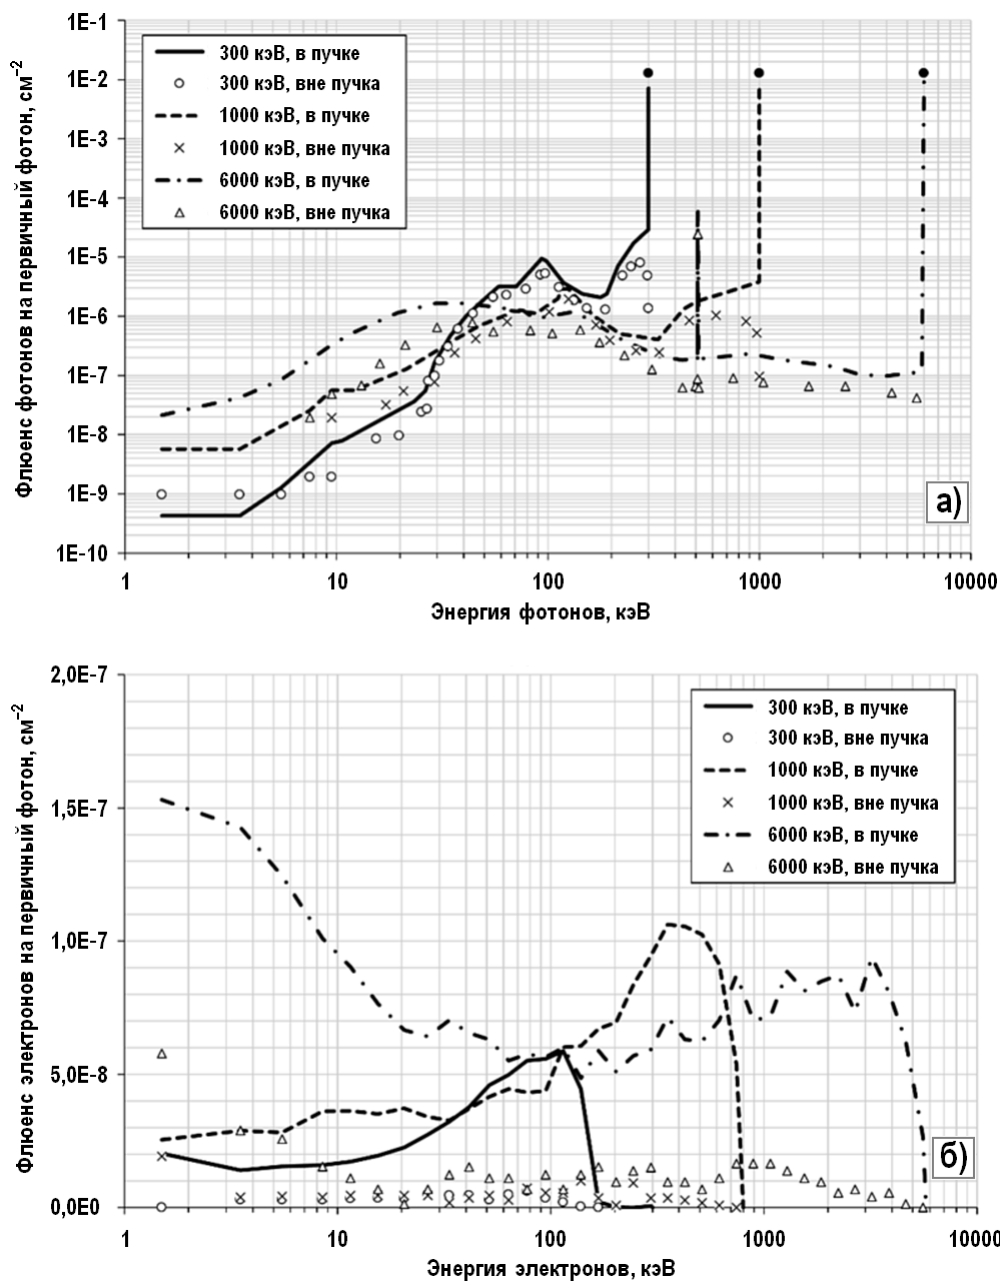 Флюенс фотонов на первичный фотон, см⁻²
1E-1
1E-2
1E-3
1E-4
1E-5
1E-6
1E-7
1E-8
1E-9
1E-10
300 кэВ, в пучке
300 кэВ, вне пучка
1000 кэВ, в пучке
1000 кэВ, вне пучка
6000 кэВ, в пучке
6000 кэВ, вне пучка
а)
1 10 100 1000 10000
Энергия фотонов, кэВ
Флюенс электронов на первичный фотон, см⁻²
2,0E-7
1,5E-7
1,0E-7
5,0E-8
0,0E0
300 кэВ, в пучке
300 кэВ, вне пучка
1000 кэВ, в пучке
1000 кэВ, вне пучка
6000 кэВ, в пучке
6000 кэВ, вне пучка
б)
1 10 100 1000 10000
Энергия электронов, кэВ